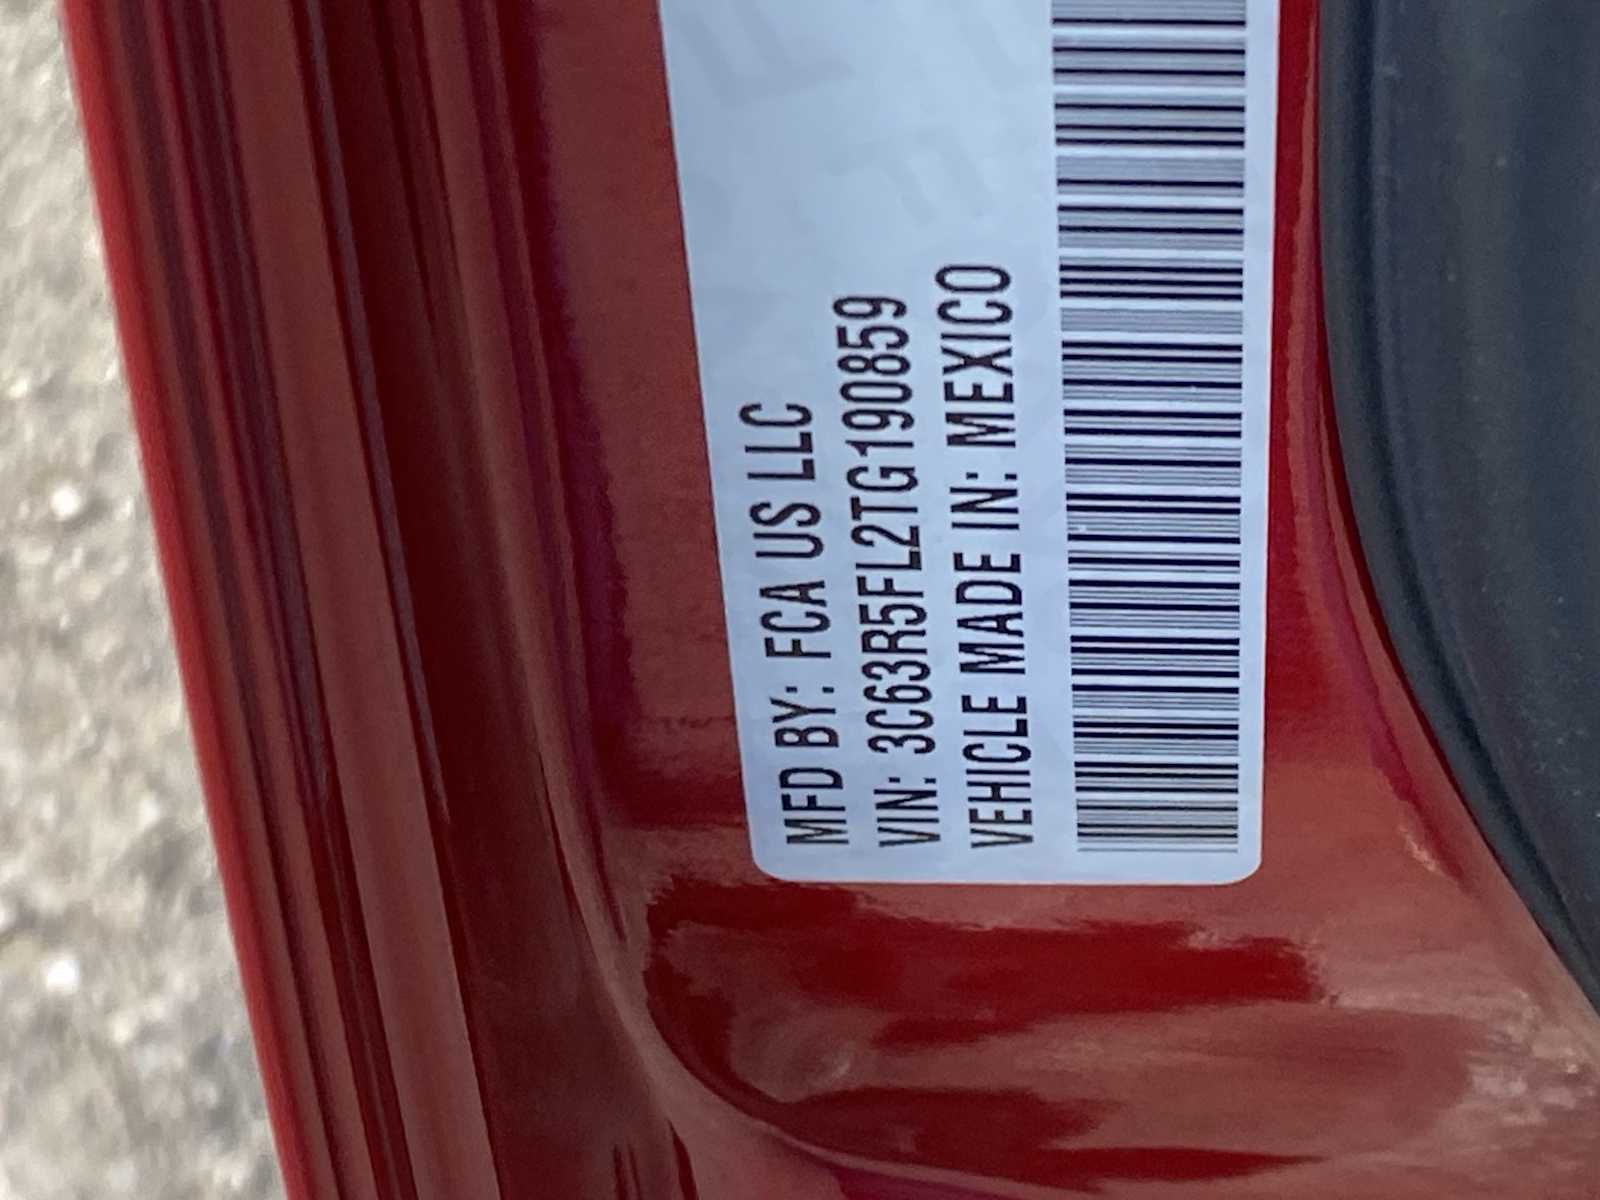 MFD BY: FCA US LLC
VIN: 3C63R5FL2TG190859
VEHICLE MADE IN: MEXICO